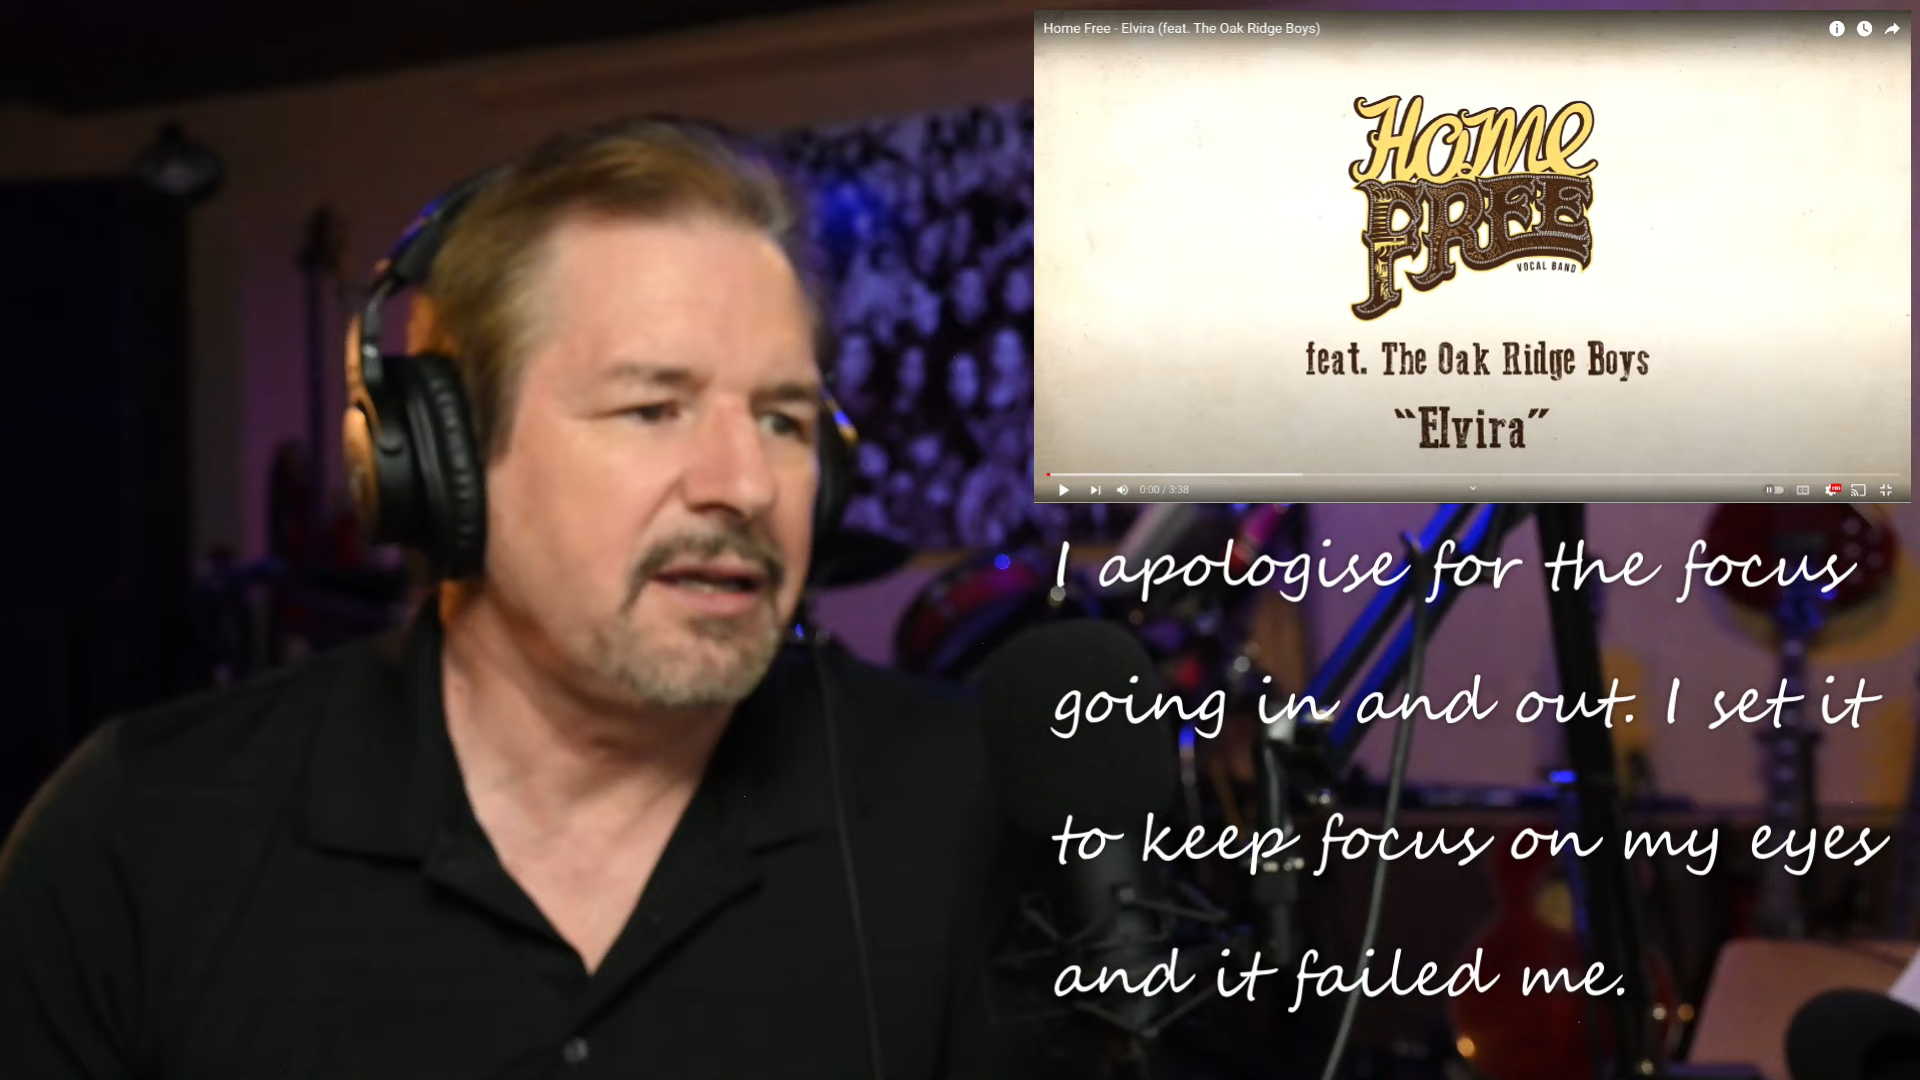 Home Free - Elvira (feat. The Oak Ridge Boys)
HOME
FREE
VOCAL BAND
feat. The Oak Ridge Boys
“Elvira”
0:00 / 3:38
HD
I apologise for the focus
going in and out. I set it
to keep focus on my eyes
and it failed me.